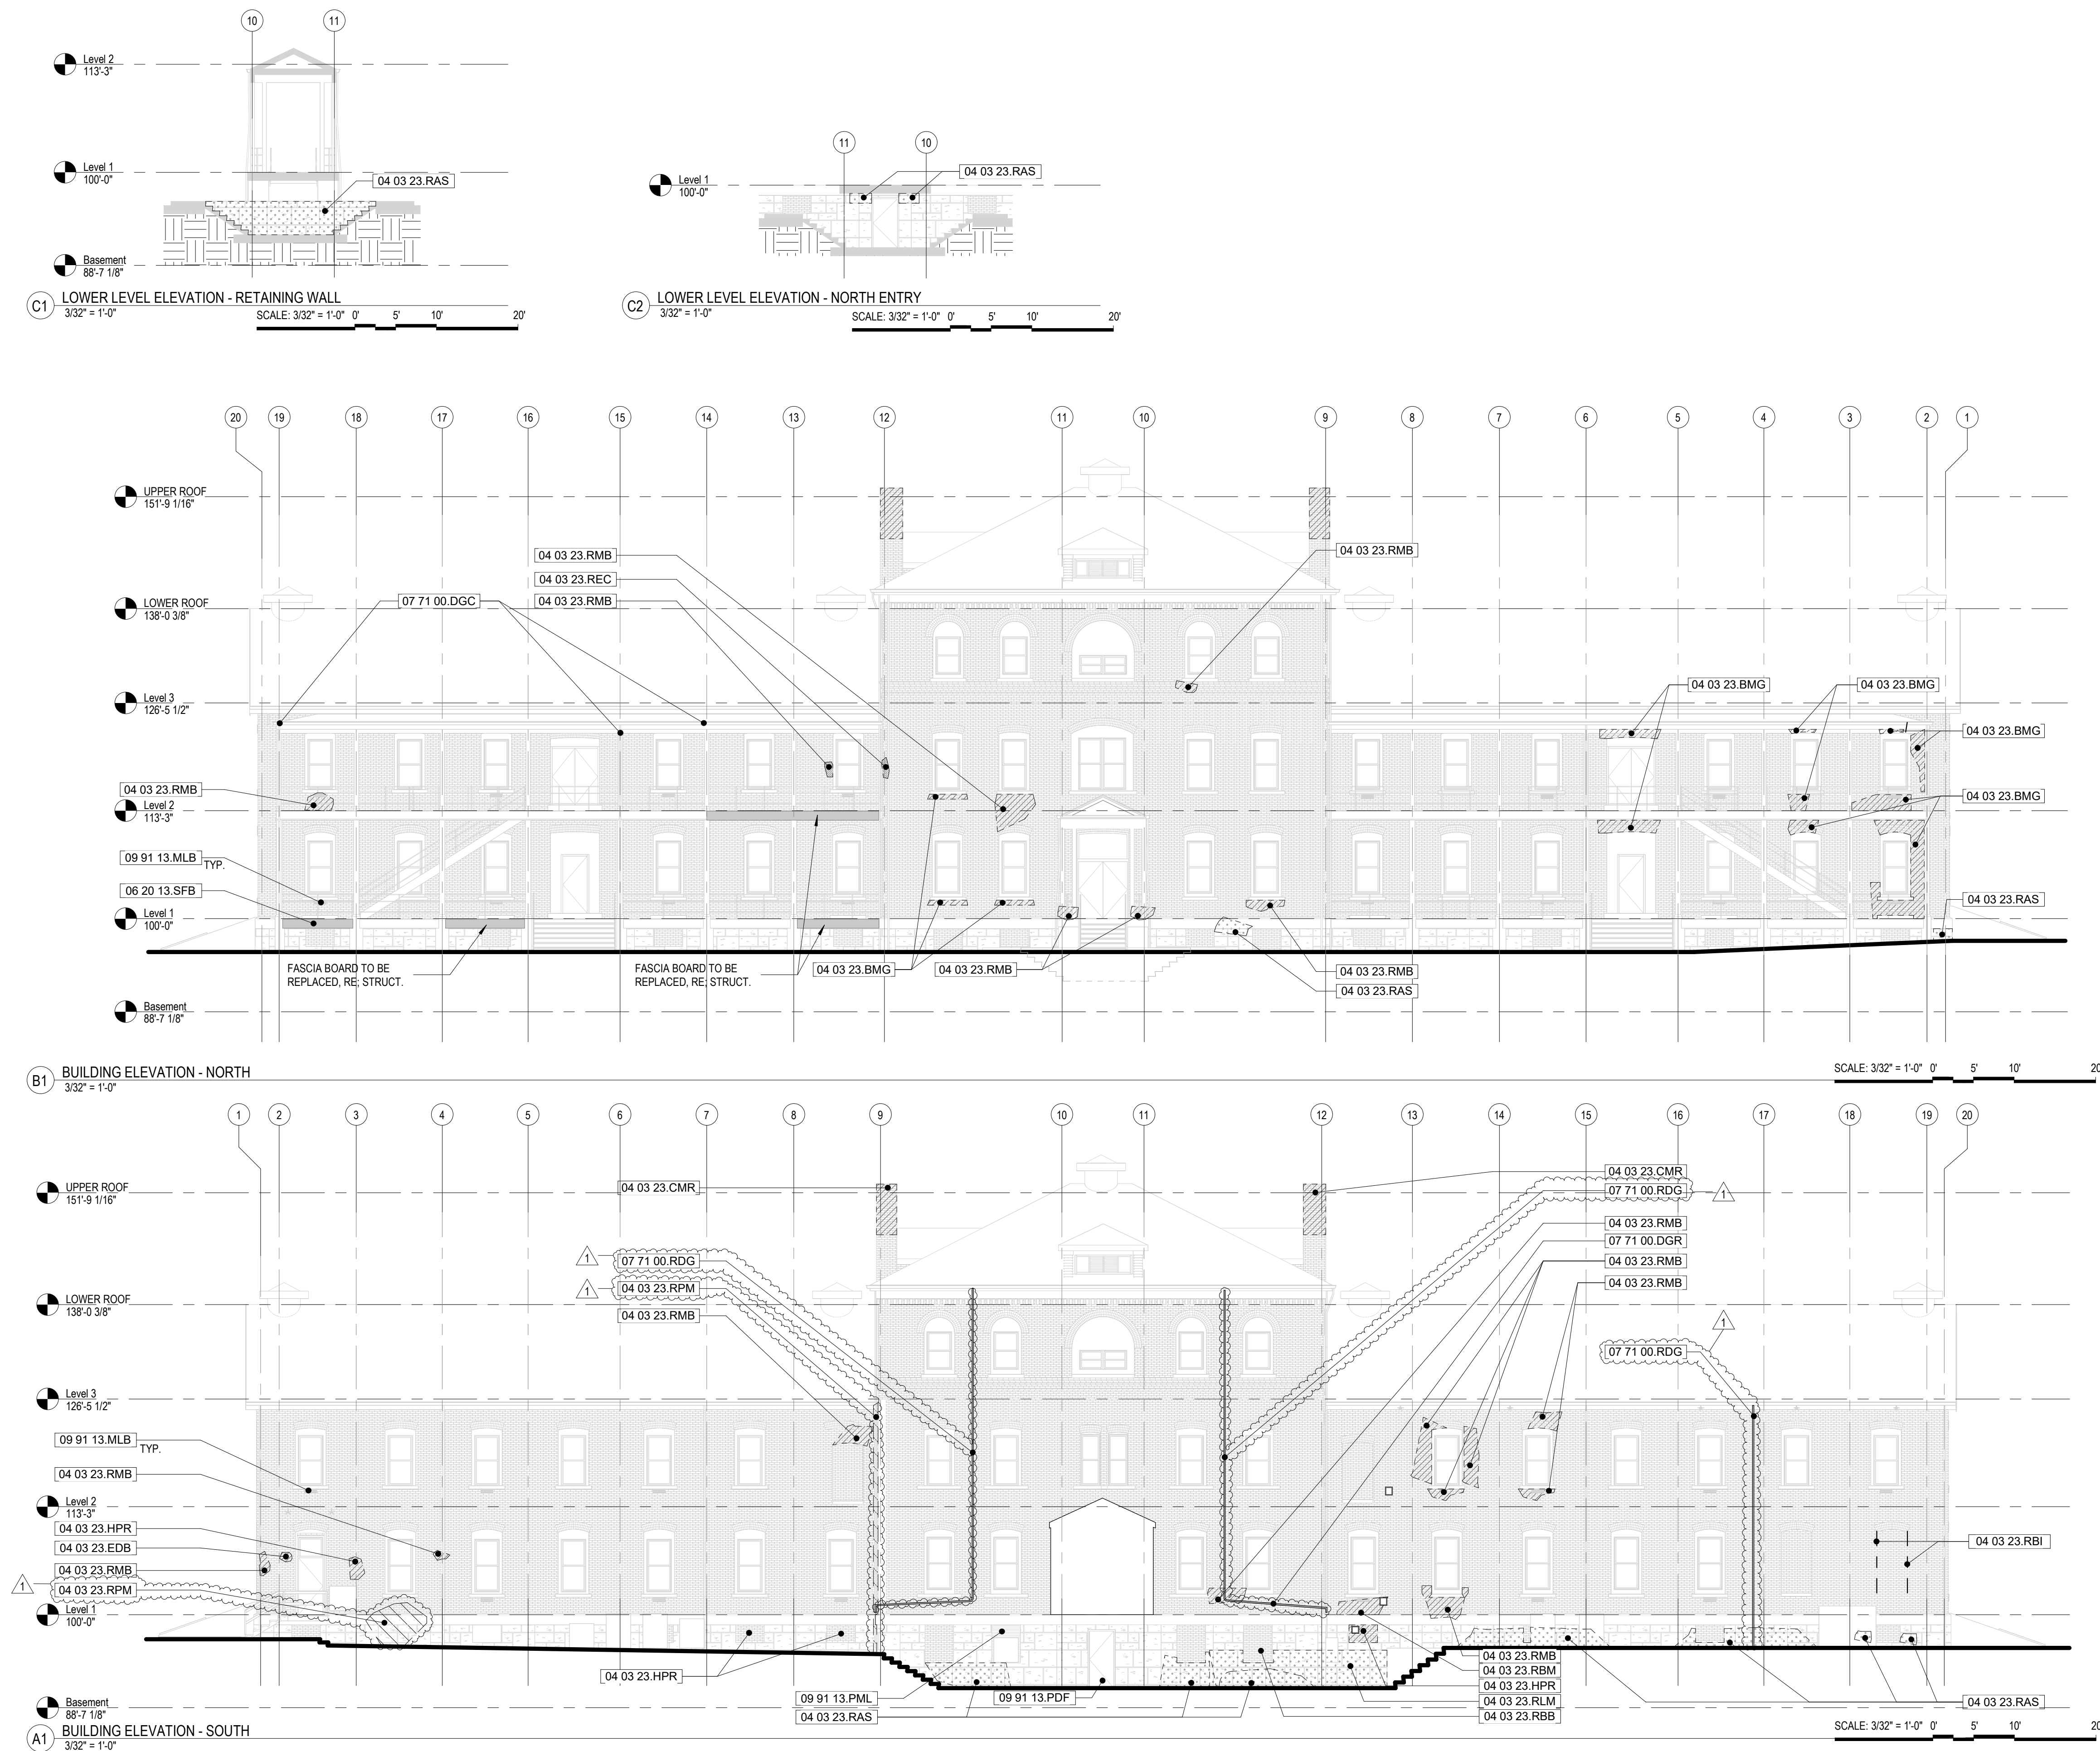 10
11
Level 2
113'-3"
Level 1
100'-0"
04 03 23.RAS
Basement
88'-7 1/8"
C1
LOWER LEVEL ELEVATION - RETAINING WALL
3/32" = 1'-0"
SCALE: 3/32" = 1'-0" 0' 5' 10' 20'
11
10
Level 1
100'-0"
04 03 23.RAS
C2
LOWER LEVEL ELEVATION - NORTH ENTRY
3/32" = 1'-0"
SCALE: 3/32" = 1'-0" 0' 5' 10' 20'
20 19 18 17 16 15 14 13 12 11 10 9 8 7 6 5 4 3 2 1
UPPER ROOF
151'-9 1/16"
04 03 23.RMB
04 03 23.RMB
04 03 23.REC
LOWER ROOF
138'-0 3/8"
07 71 00.DGC
04 03 23.RMB
Level 3
126'-5 1/2"
04 03 23.BMG
04 03 23.BMG
04 03 23.BMG
04 03 23.RMB
04 03 23.BMG
Level 2
113'-3"
09 91 13.MLB
TYP.
06 20 13.SFB
04 03 23.RAS
Level 1
100'-0"
FASCIA BOARD TO BE
REPLACED, RE; STRUCT.
FASCIA BOARD TO BE
REPLACED, RE; STRUCT.
04 03 23.BMG
04 03 23.RMB
04 03 23.RMB
04 03 23.RAS
Basement
88'-7 1/8"
B1
BUILDING ELEVATION - NORTH
3/32" = 1'-0"
SCALE: 3/32" = 1'-0" 0' 5' 10' 20
1 2 3 4 5 6 7 8 9 10 11 12 13 14 15 16 17 18 19 20
UPPER ROOF
151'-9 1/16"
04 03 23.CMR
04 03 23.CMR
07 71 00.RDG
1
04 03 23.RMB
07 71 00.DGR
04 03 23.RMB
04 03 23.RMB
1
07 71 00.RDG
1
04 03 23.RPM
04 03 23.RMB
LOWER ROOF
138'-0 3/8"
1
07 71 00.RDG
Level 3
126'-5 1/2"
09 91 13.MLB
TYP.
04 03 23.RMB
Level 2
113'-3"
04 03 23.HPR
04 03 23.EDB
04 03 23.RMB
1
04 03 23.RPM
04 03 23.RBI
Level 1
100'-0"
04 03 23.HPR
09 91 13.PML
09 91 13.PDF
04 03 23.RAS
04 03 23.RMB
04 03 23.RBM
04 03 23.HPR
04 03 23.RLM
04 03 23.RBB
04 03 23.RAS
Basement
88'-7 1/8"
A1
BUILDING ELEVATION - SOUTH
3/32" = 1'-0"
SCALE: 3/32" = 1'-0" 0' 5' 10' 20